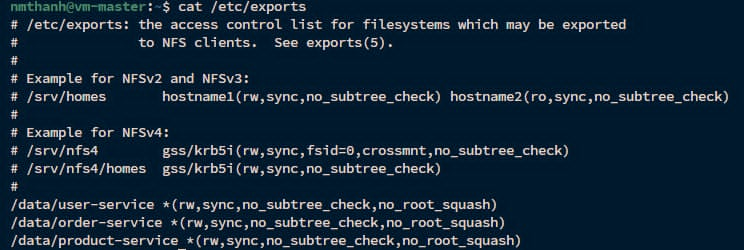 nmthanh@vm-master:~$ cat /etc/exports
# /etc/exports: the access control list for filesystems which may be exported
#               to NFS clients.  See exports(5).
#
# Example for NFSv2 and NFSv3:
# /srv/homes       hostname1(rw,sync,no_subtree_check) hostname2(ro,sync,no_subtree_check)
#
# Example for NFSv4:
# /srv/nfs4        gss/krb5i(rw,sync,fsid=0,crossmnt,no_subtree_check)
# /srv/nfs4/homes  gss/krb5i(rw,sync,no_subtree_check)
#
/data/user-service *(rw,sync,no_subtree_check,no_root_squash)
/data/order-service *(rw,sync,no_subtree_check,no_root_squash)
/data/product-service *(rw,sync,no_subtree_check,no_root_squash)